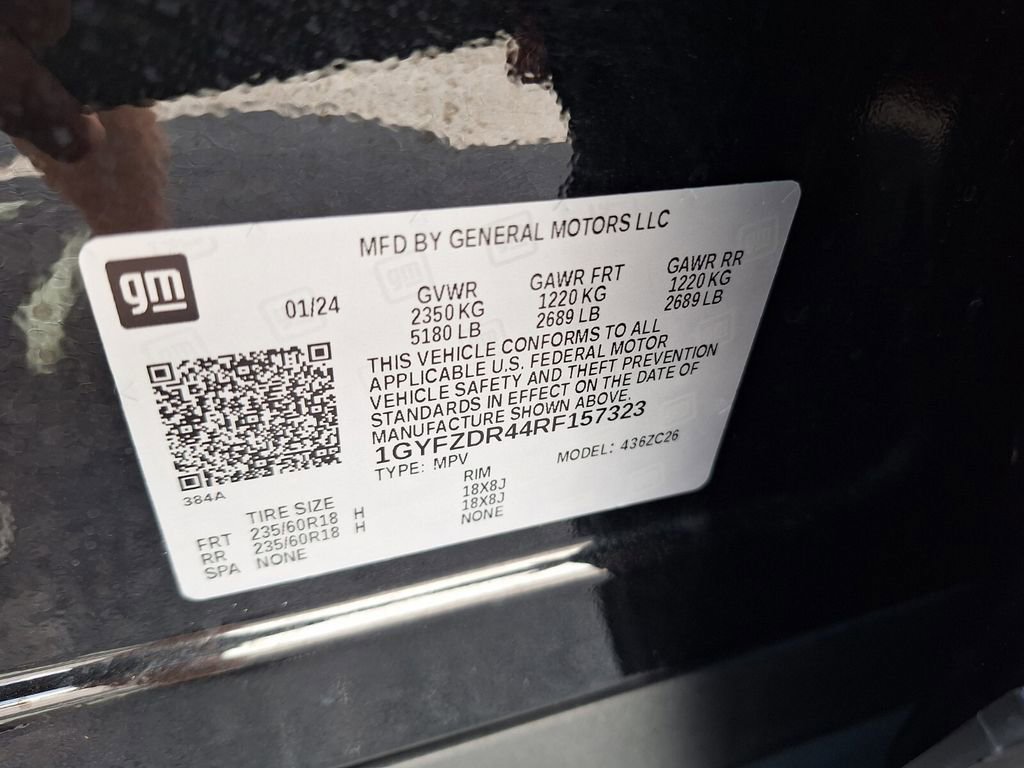 MFD BY GENERAL MOTORS LLC
gm
01/24
GVWR
2350 KG
5180 LB
GAWR FRT
1220 KG
2689 LB
GAWR RR
1220 KG
2689 LB
THIS VEHICLE CONFORMS TO ALL
APPLICABLE U.S. FEDERAL MOTOR
VEHICLE SAFETY AND THEFT PREVENTION
STANDARDS IN EFFECT ON THE DATE OF
MANUFACTURE SHOWN ABOVE.
1GYFZDR44RF157323
TYPE: MPV
MODEL: 436ZC26
384A
TIRE SIZE RIM
FRT 235/60R18 H 18X8J
RR 235/60R18 H 18X8J
SPA NONE NONE